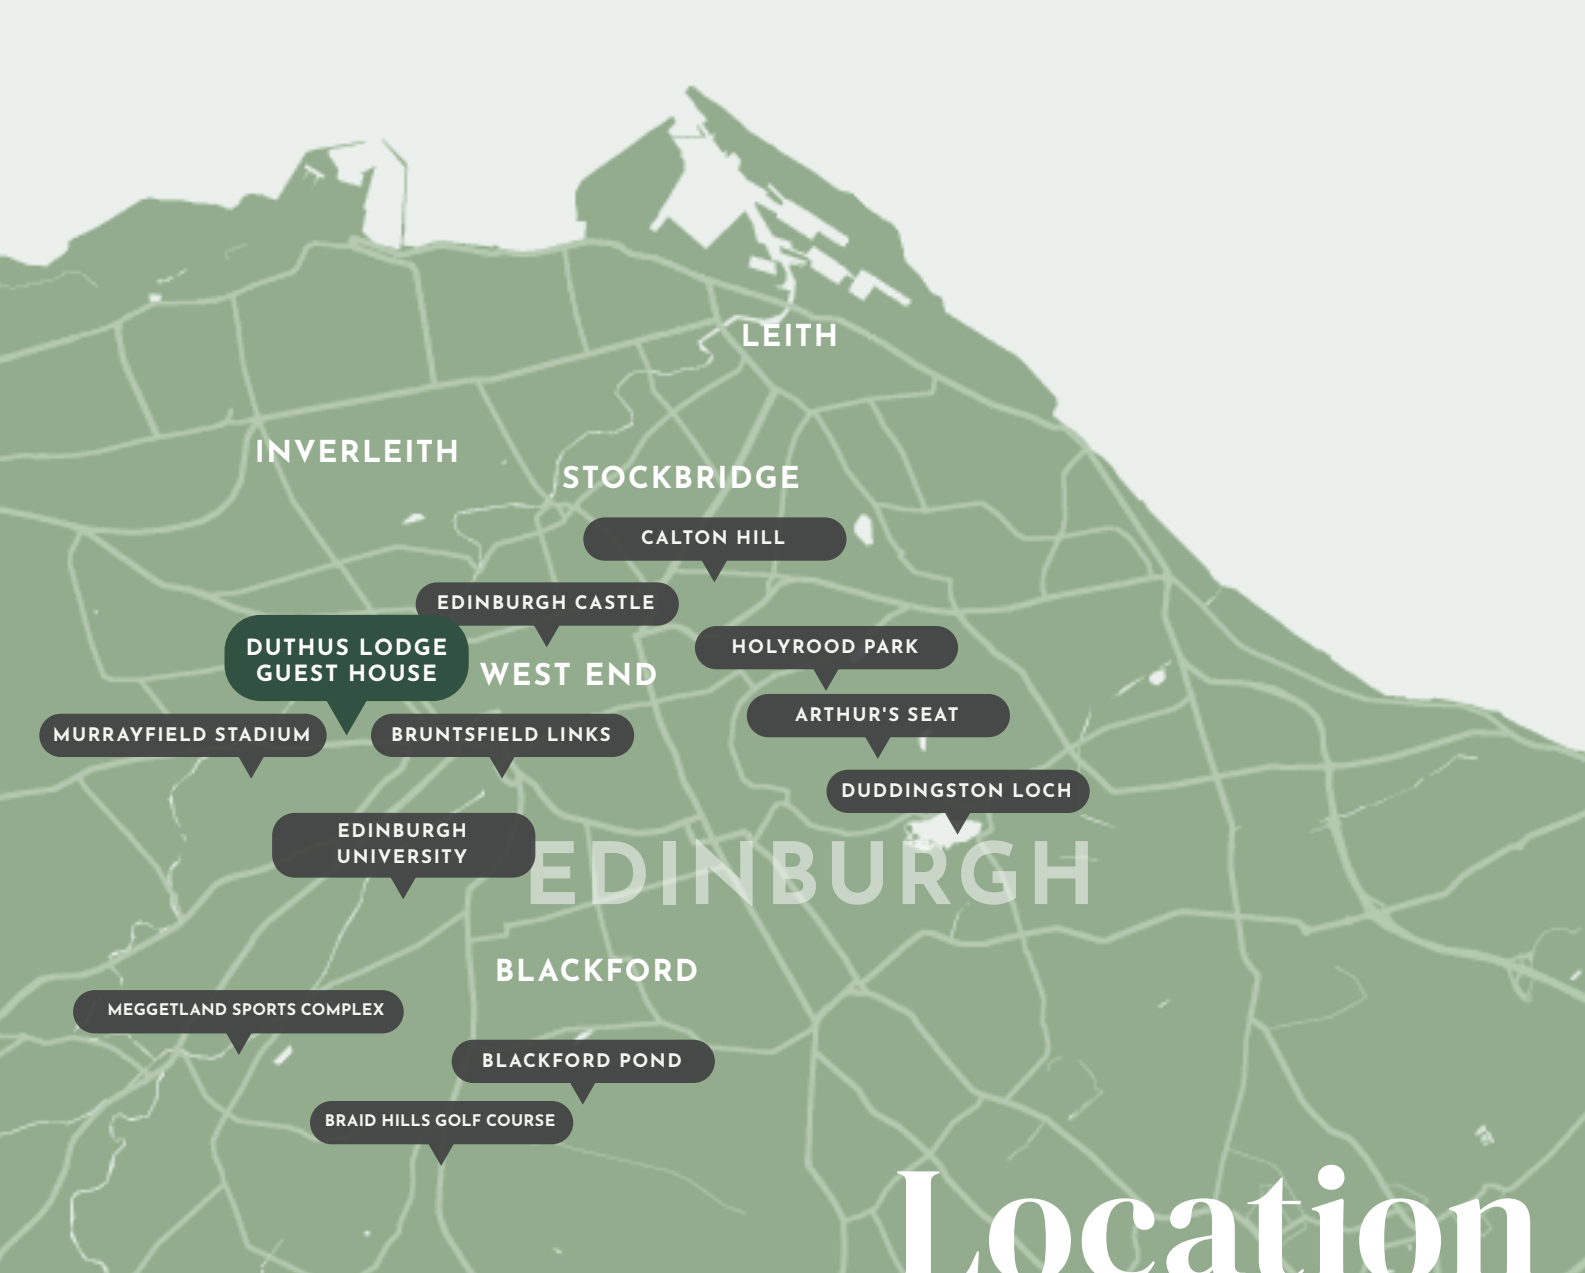 LEITH
INVERLEITH
STOCKBRIDGE
CALTON HILL
EDINBURGH CASTLE
DUTHUS LODGE
GUEST HOUSE
HOLYROOD PARK
WEST END
ARTHUR'S SEAT
MURRAYFIELD STADIUM
BRUNTSFIELD LINKS
DUDDINGSTON LOCH
EDINBURGH
UNIVERSITY
EDINBURGH
BLACKFORD
MEGGETLAND SPORTS COMPLEX
BLACKFORD POND
BRAID HILLS GOLF COURSE
Location